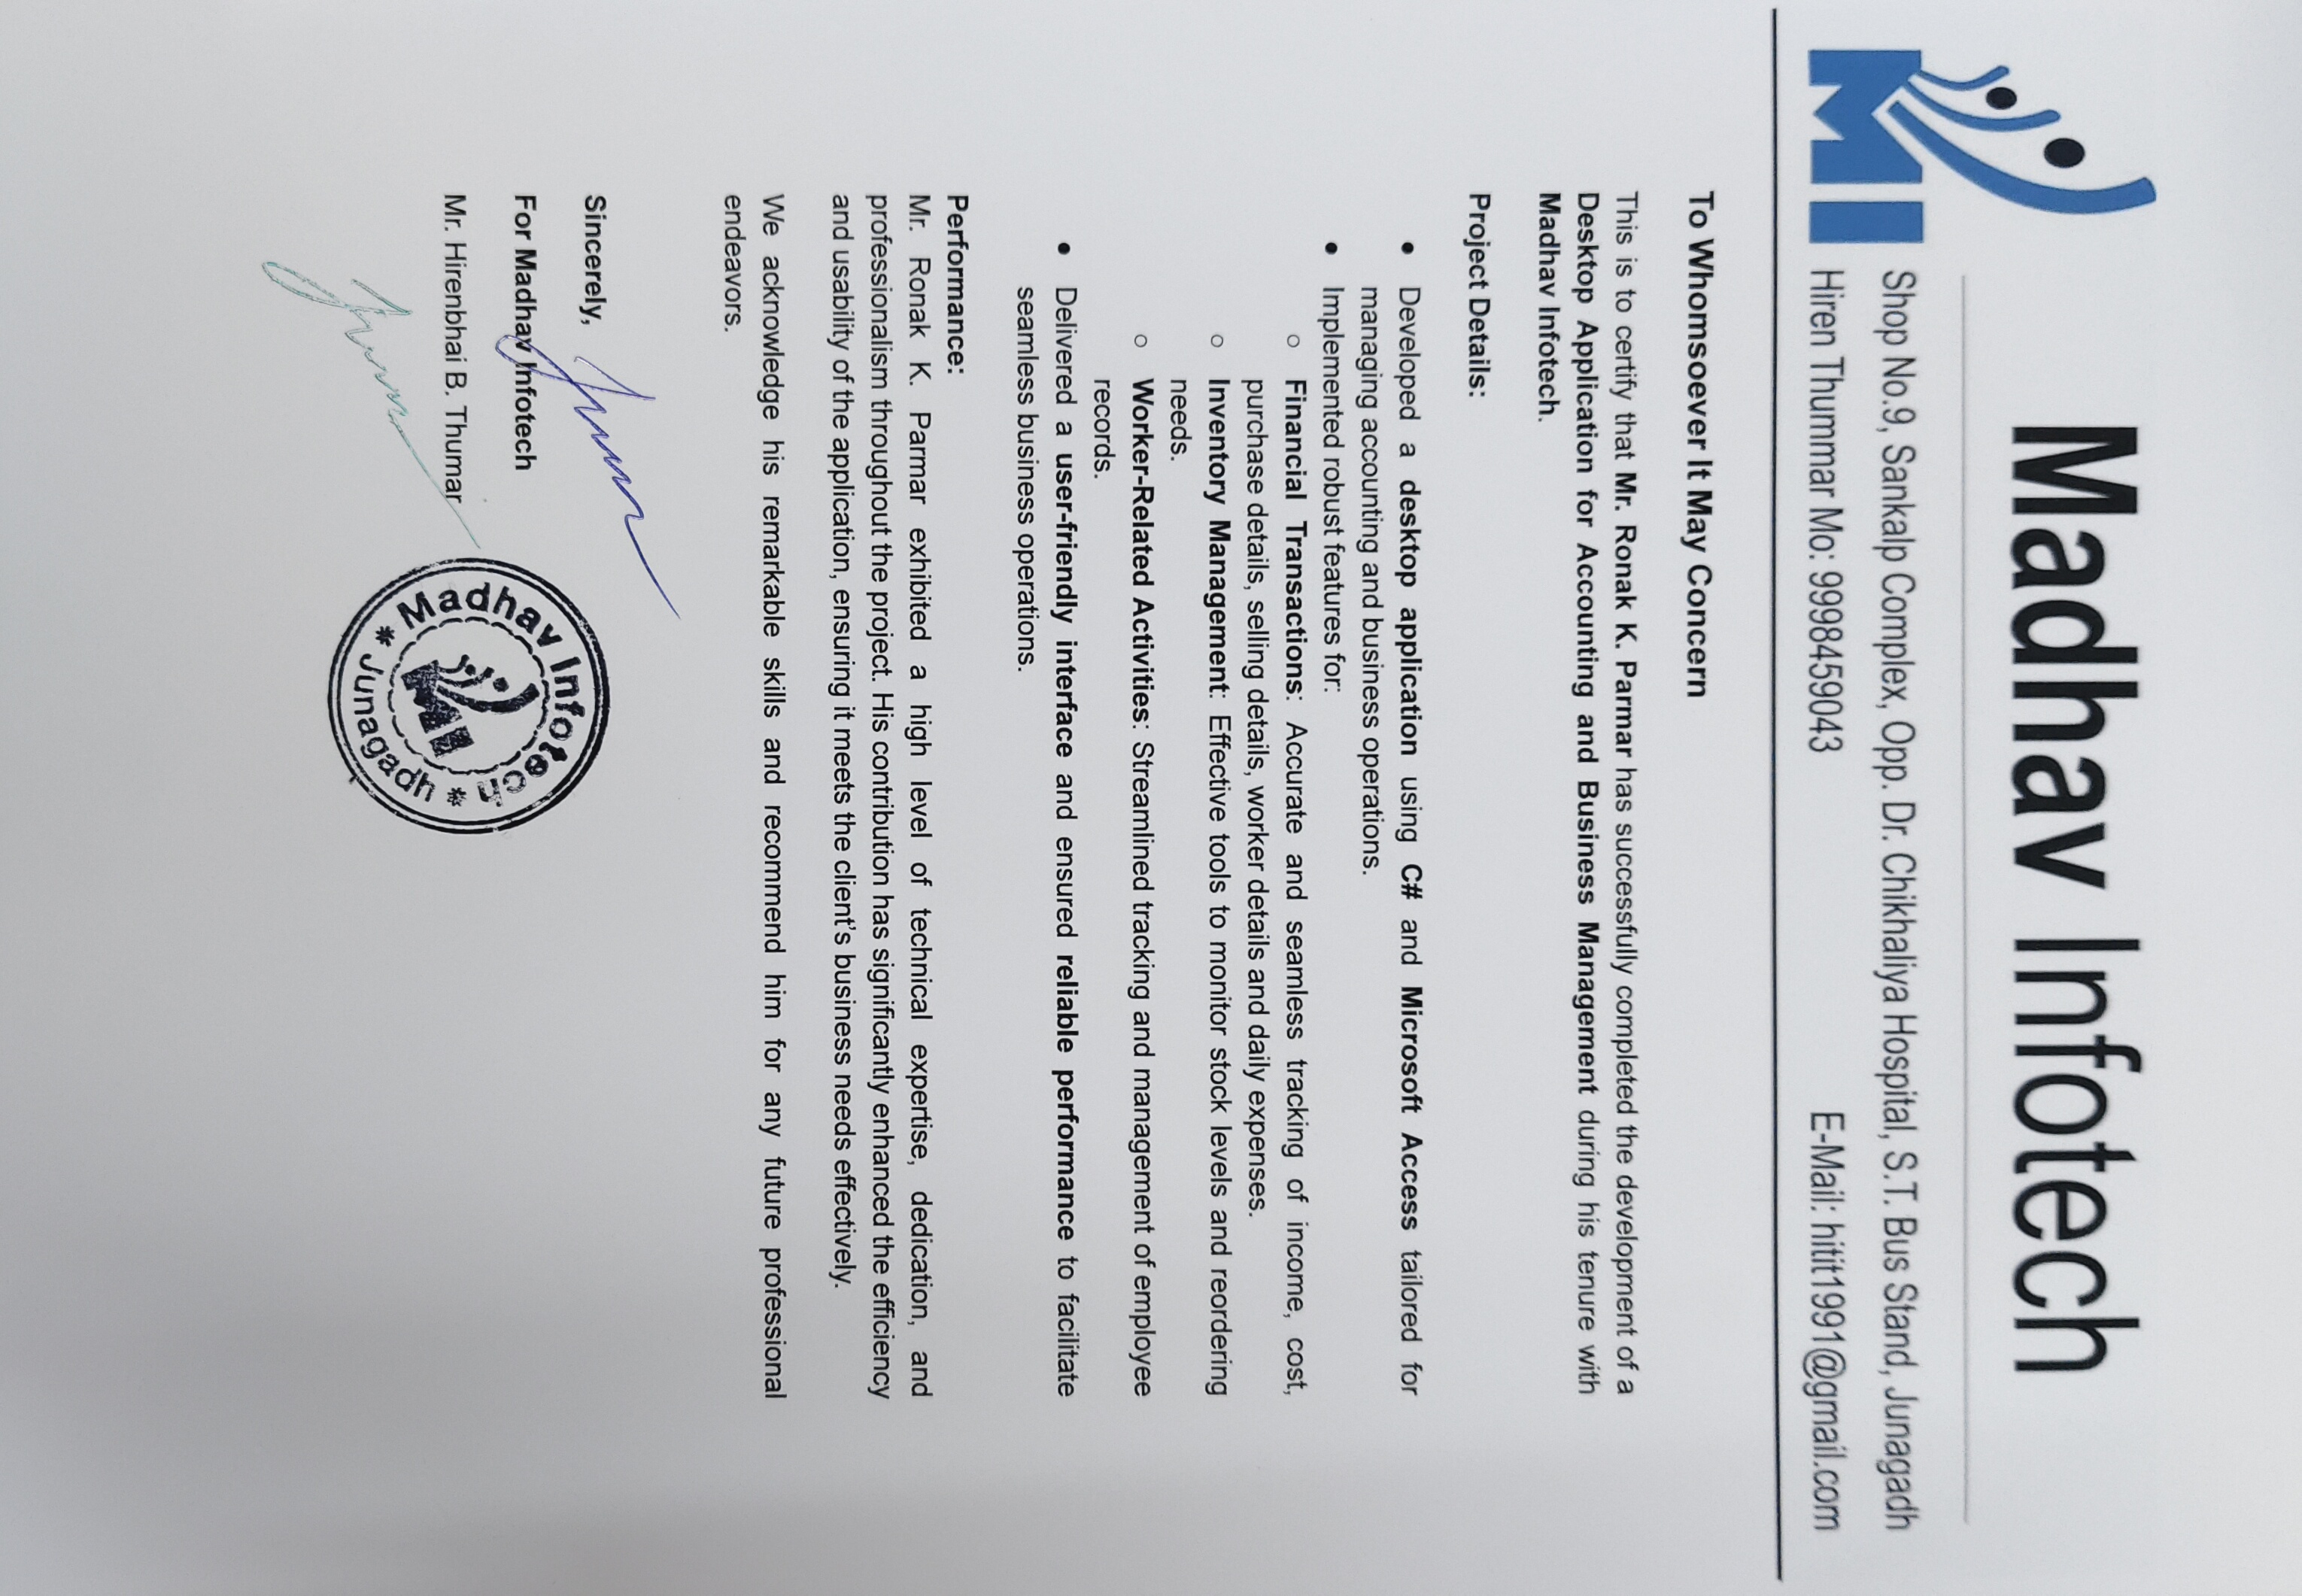 Madhav Infotech
MI
Shop No.9, Sankalp Complex, Opp. Dr. Chikhaliya Hospital, S.T. Bus Stand, Junagadh
Hiren Thummar Mo: 9998459043 E-Mail: hitit1991@gmail.com
To Whomsoever It May Concern
This is to certify that Mr. Ronak K. Parmar has successfully completed the development of a
Desktop Application for Accounting and Business Management during his tenure with
Madhav Infotech.
Project Details:
● Developed a desktop application using C# and Microsoft Access tailored for
managing accounting and business operations.
● Implemented robust features for:
○ Financial Transactions: Accurate and seamless tracking of income, cost,
purchase details, selling details, worker details and daily expenses.
○ Inventory Management: Effective tools to monitor stock levels and reordering
needs.
○ Worker-Related Activities: Streamlined tracking and management of employee
records.
● Delivered a user-friendly interface and ensured reliable performance to facilitate
seamless business operations.
Performance:
Mr. Ronak K. Parmar exhibited a high level of technical expertise, dedication, and
professionalism throughout the project. His contribution has significantly enhanced the efficiency
and usability of the application, ensuring it meets the client’s business needs effectively.
We acknowledge his remarkable skills and recommend him for any future professional
endeavors.
Sincerely,
For Madhav Infotech
Mr. Hirenbhai B. Thumar
Madhav Infotech
MI
* Junagadh *